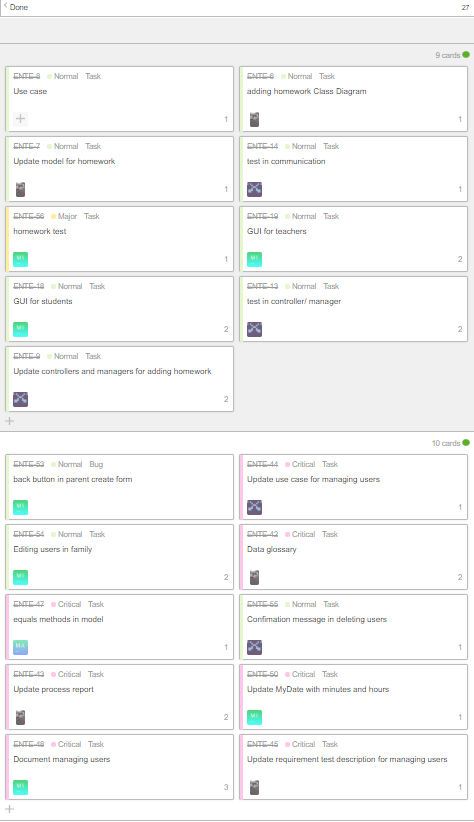 Done 27
9 cards
ENTE-8 Normal Task
Use case
1
ENTE-6 Normal Task
adding homework Class Diagram
1
ENTE-7 Normal Task
Update model for homework
1
ENTE-14 Normal Task
test in communication
1
ENTE-56 Major Task
homework test
M I
1
ENTE-19 Normal Task
GUI for teachers
M I
2
ENTE-18 Normal Task
GUI for students
M I
2
ENTE-13 Normal Task
test in controller/ manager
2
ENTE-9 Normal Task
Update controllers and managers for adding homework
2
10 cards
ENTE-53 Normal Bug
back button in parent create form
M I
ENTE-44 Critical Task
Update use case for managing users
1
ENTE-54 Normal Task
Editing users in family
M I
2
ENTE-42 Critical Task
Data glossary
2
ENTE-47 Critical Task
equals methods in model
M A
1
ENTE-55 Normal Task
Confimation message in deleting users
1
ENTE-43 Critical Task
Update process report
2
ENTE-50 Critical Task
Update MyDate with minutes and hours
M I
1
ENTE-48 Critical Task
Document managing users
M I
3
ENTE-45 Critical Task
Update requirement test description for managing users
1